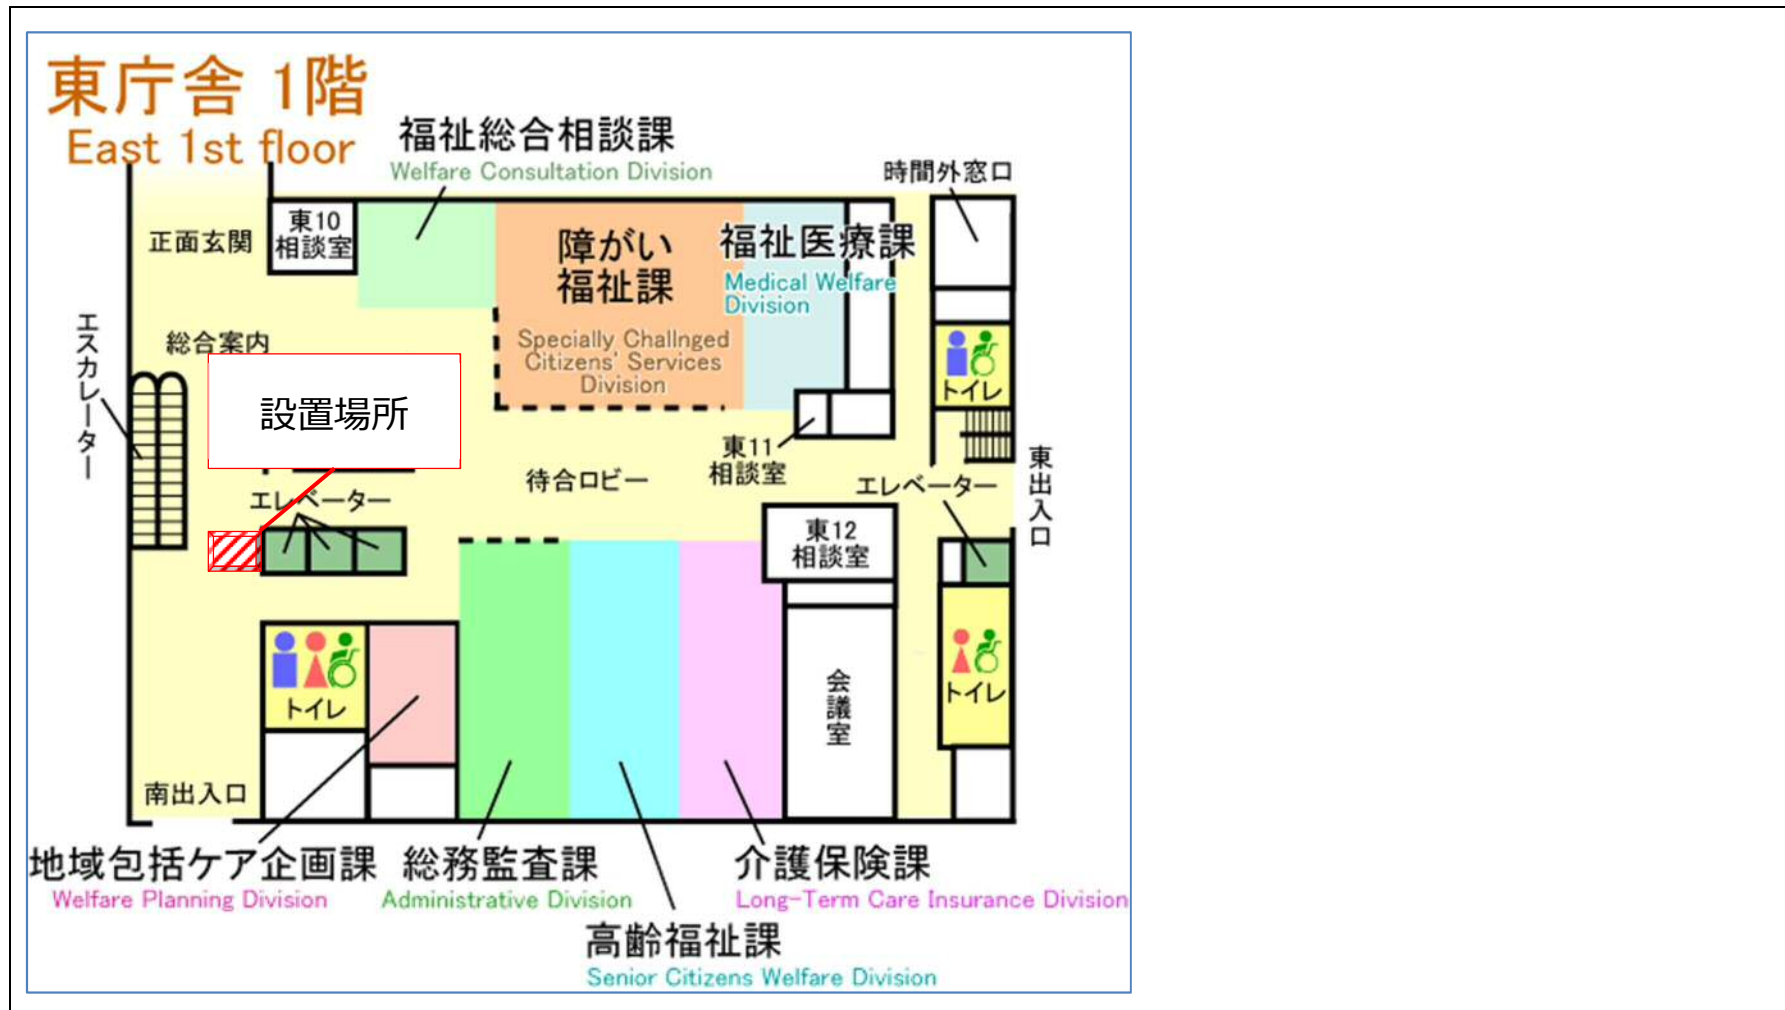 東庁舎 1階
East 1st floor
福祉総合相談課
Welfare Consultation Division
時間外窓口
正面玄関
東10
相談室
障がい
福祉課
Specially Challnged
Citizens' Services
Division
福祉医療課
Medical Welfare
Division
エスカレーター
総合案内
設置場所
トイレ
東11
相談室
待合ロビー
エレベーター
エレベーター
東出入口
東12
相談室
トイレ
会議室
トイレ
南出入口
地域包括ケア企画課
Welfare Planning Division
総務監査課
Administrative Division
介護保険課
Long-Term Care Insurance Division
高齢福祉課
Senior Citizens Welfare Division